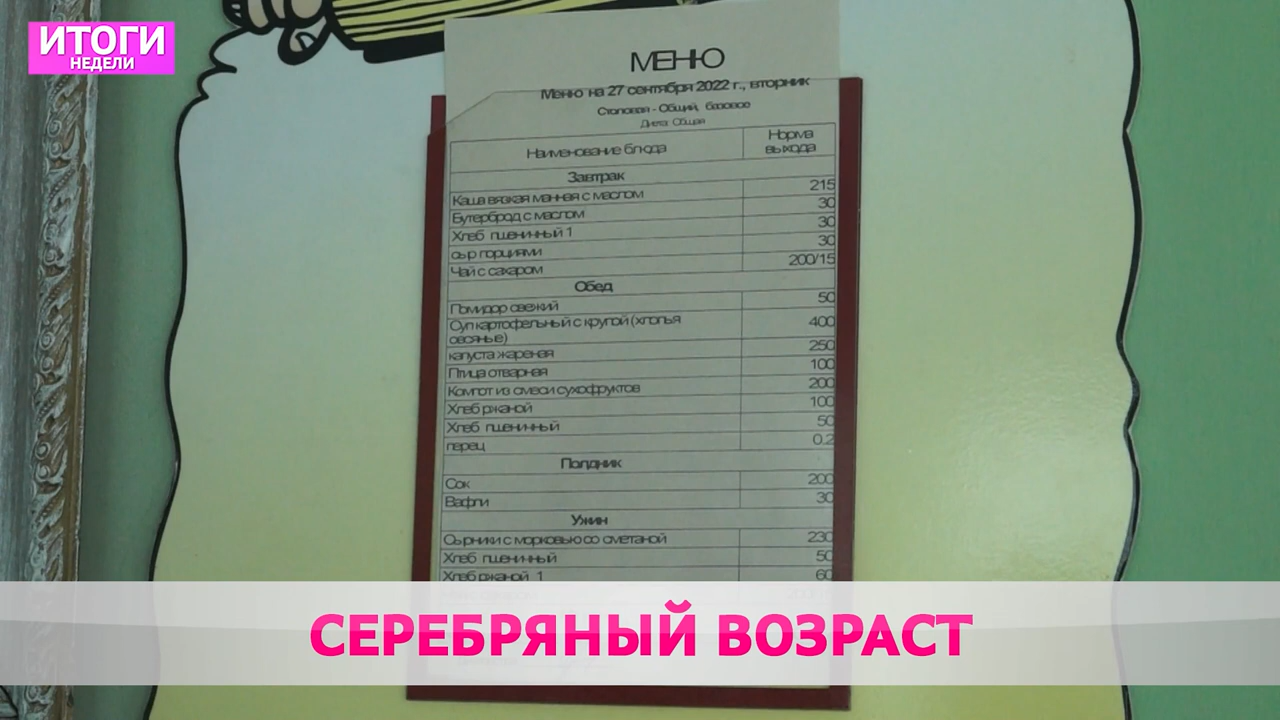 ИТОГИ
НЕДЕЛИ
МЕНЮ
Меню на 27 сентября 2022 г., вторник
Столовая - Общий, базовое
Диета Общая
Наименование блюда Норма выхода
Завтрак
Каша вязкая манная с маслом 215
Бутерброд с маслом 30
Хлеб пшеничный 1 30
сыр порциями 30
Чай с сахаром 200/15
Обед
Помидор свежий 50
Суп картофельный с крупой (хлопья овсяные) 400
капуста жареная 250
Птица отварная 100
Компот из смеси сухофруктов 200
Хлеб ржаной 100
Хлеб пшеничный 50
перец 0.2
Полдник
Сок 200
Вафли 30
Ужин
Сырники с морковью со сметаной 230
Хлеб пшеничный 50
Хлеб ржаной 1 60
СЕРЕБРЯНЫЙ ВОЗРАСТ